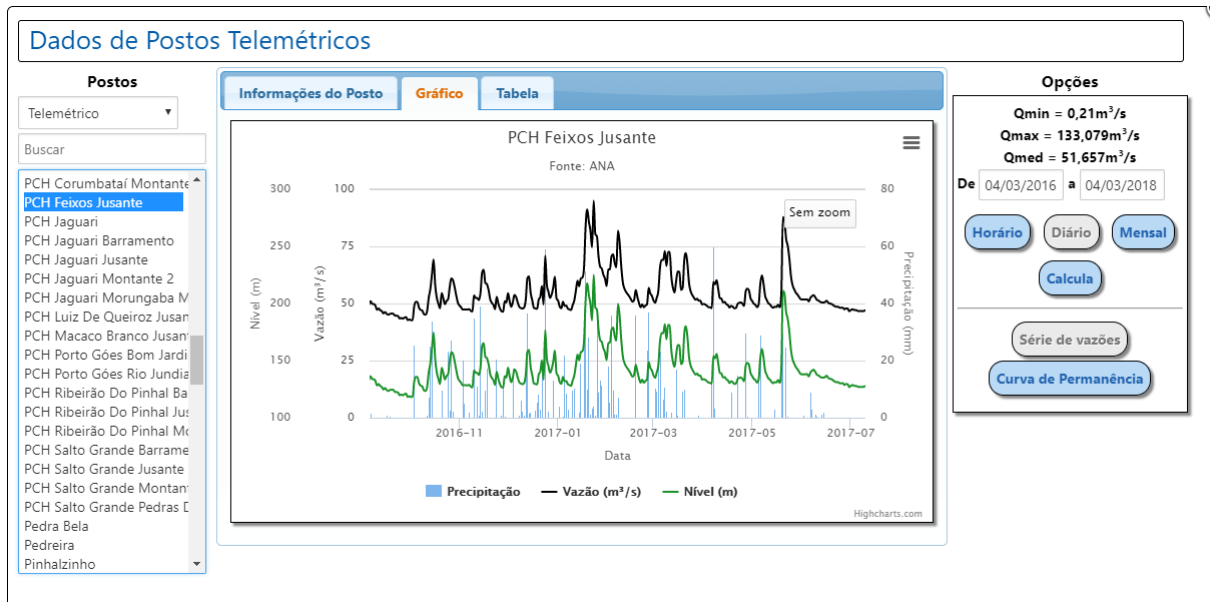 Dados de Postos Telemétricos
Postos
Telemétrico
Buscar
PCH Corumbataí Montante
PCH Feixos Jusante
PCH Jaguari
PCH Jaguari Barramento
PCH Jaguari Jusante
PCH Jaguari Montante 2
PCH Jaguari Morungaba M
PCH Luiz De Queiroz Jusan
PCH Macaco Branco Jusan
PCH Porto Góes Bom Jardi
PCH Porto Góes Rio Jundia
PCH Ribeirão Do Pinhal Ba
PCH Ribeirão Do Pinhal Jus
PCH Ribeirão Do Pinhal Mo
PCH Salto Grande Barrame
PCH Salto Grande Jusante
PCH Salto Grande Montan
PCH Salto Grande Pedras D
Pedra Bela
Pedreira
Pinhalzinho
Informações do Posto Gráfico Tabela
PCH Feixos Jusante
Fonte: ANA
Nível (m)
300
250
200
150
100
Vazão (m³/s)
100
75
50
25
0
Sem zoom
80
60
40
20
0
Precipitação (mm)
2016-11 2017-01 2017-03 2017-05 2017-07
Data
Precipitação Vazão (m³/s) Nível (m)
Highcharts.com
Opções
Qmin = 0,21m³/s
Qmax = 133,079m³/s
Qmed = 51,657m³/s
De 04/03/2016 a 04/03/2018
Horário Diário Mensal
Calcula
Série de vazões
Curva de Permanência